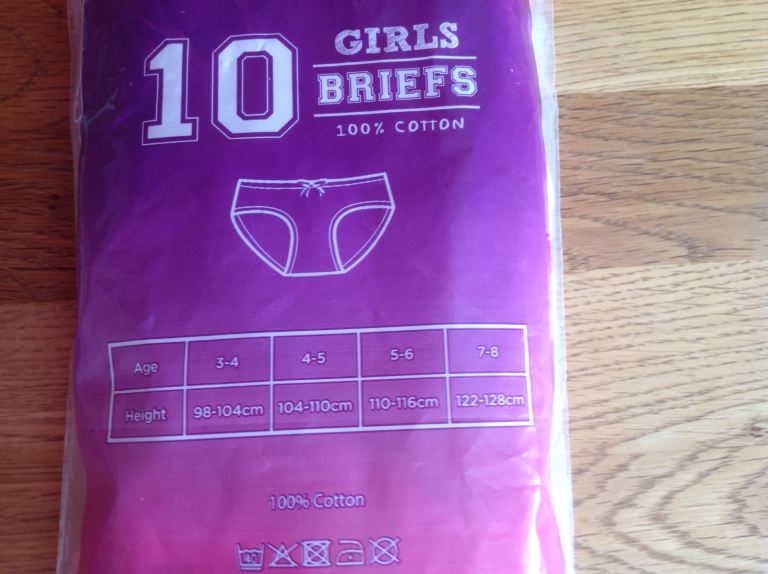 10 GIRLS
BRIEFS
100% COTTON
Age 3-4 4-5 5-6 7-8
Height 98-104cm 104-110cm 110-116cm 122-128cm
100% Cotton
40